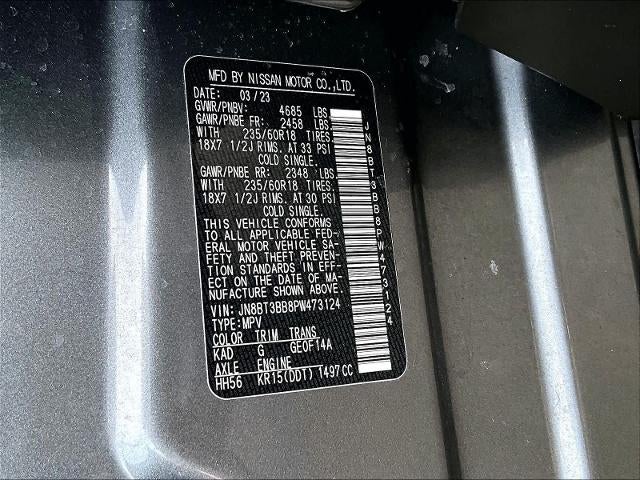 MFD BY NISSAN MOTOR CO.,LTD.
DATE: 03/23
GVWR/PNBV: 4685 LBS.
GAWR/PNBE FR: 2458 LBS.
WITH 235/60R18 TIRES.
18X7 1/2J RIMS. AT 33 PSI
COLD SINGLE.
GAWR/PNBE RR: 2348 LBS.
WITH 235/60R18 TIRES.
18X7 1/2J RIMS. AT 30 PSI
COLD SINGLE.
THIS VEHICLE CONFORMS
TO ALL APPLICABLE FED-
ERAL MOTOR VEHICLE SA-
FETY AND THEFT PREVEN-
TION STANDARDS IN EFF-
ECT ON THE DATE OF MA-
NUFACTURE SHOWN ABOVE.
VIN: JN8BT3BB8PW473124
TYPE: MPV
COLOR TRIM TRANS
KAD G GE0F14A
AXLE ENGINE
HH56 KR15(DDT) 1497CC
JN8BT3BB8PW473124